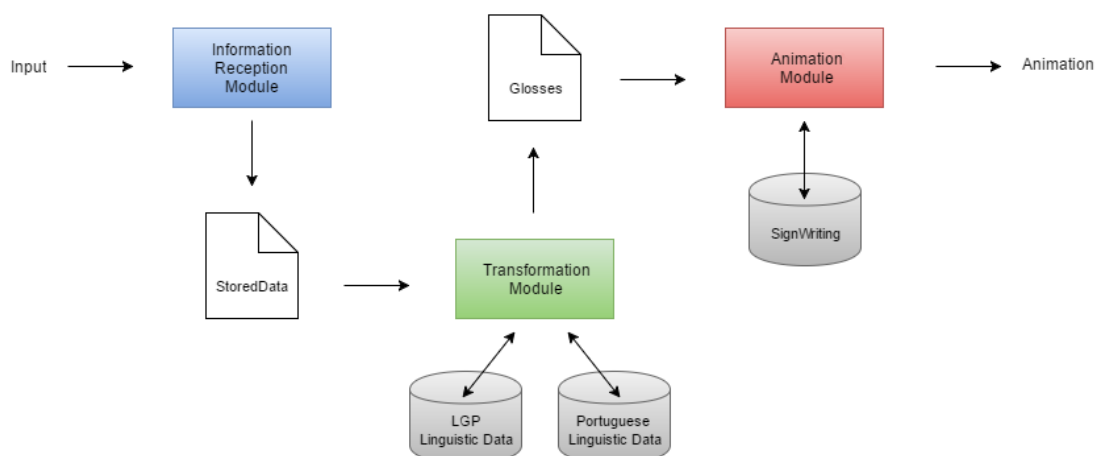 Input
Information
Reception
Module
Glosses
Animation
Module
Animation
StoredData
Transformation
Module
SignWriting
LGP
Linguistic Data
Portuguese
Linguistic Data